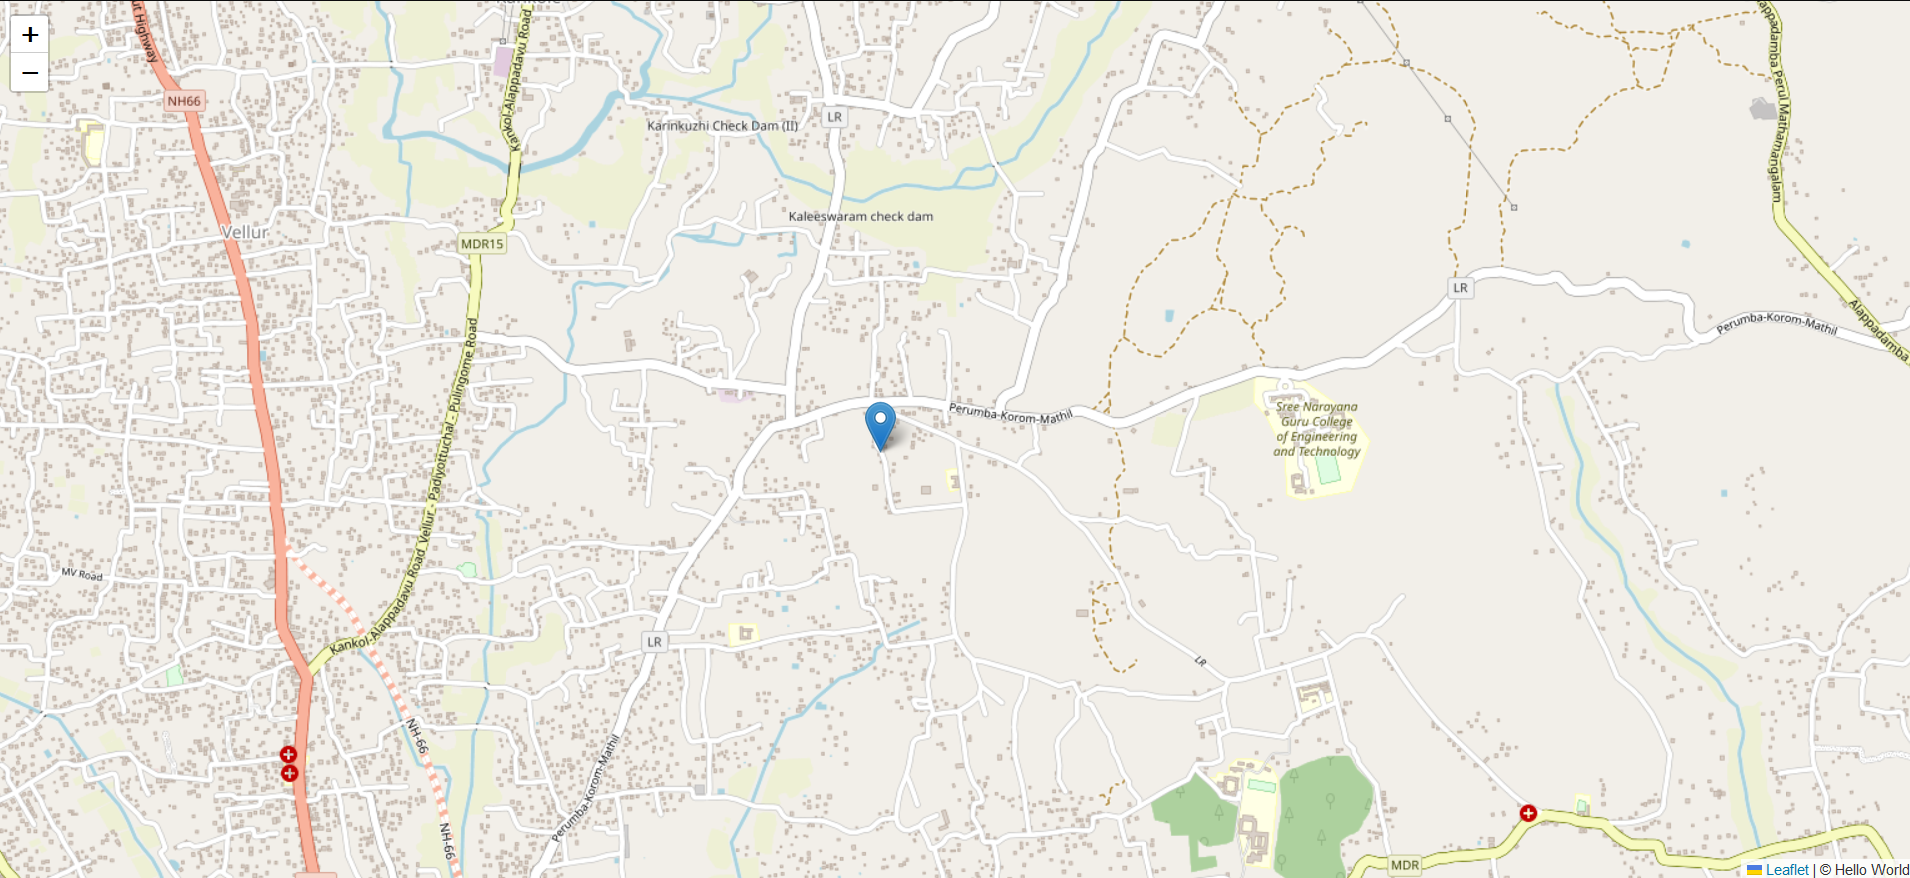 +
−
ut Highway
NH66
Kankol-Alappadavu Road
Karinkuzhi Check Dam (II)
LR
Kaleeswaram check dam
Vellur
MDR15
Alappadamba Perul Mathamangalam
LR
Perumba-Korom-Mathil
Alappadamba
Kankol-Alappadavu Road Vellur - Padiyottuchal - Pulingome Road
Perumba-Korom-Mathil
Sree Narayana
Guru College
of Engineering
and Technology
MV Road
LR
LR
NH-66
Perumba-Korom-Mathil
NH-66
MDR
Leaflet | © Hello World